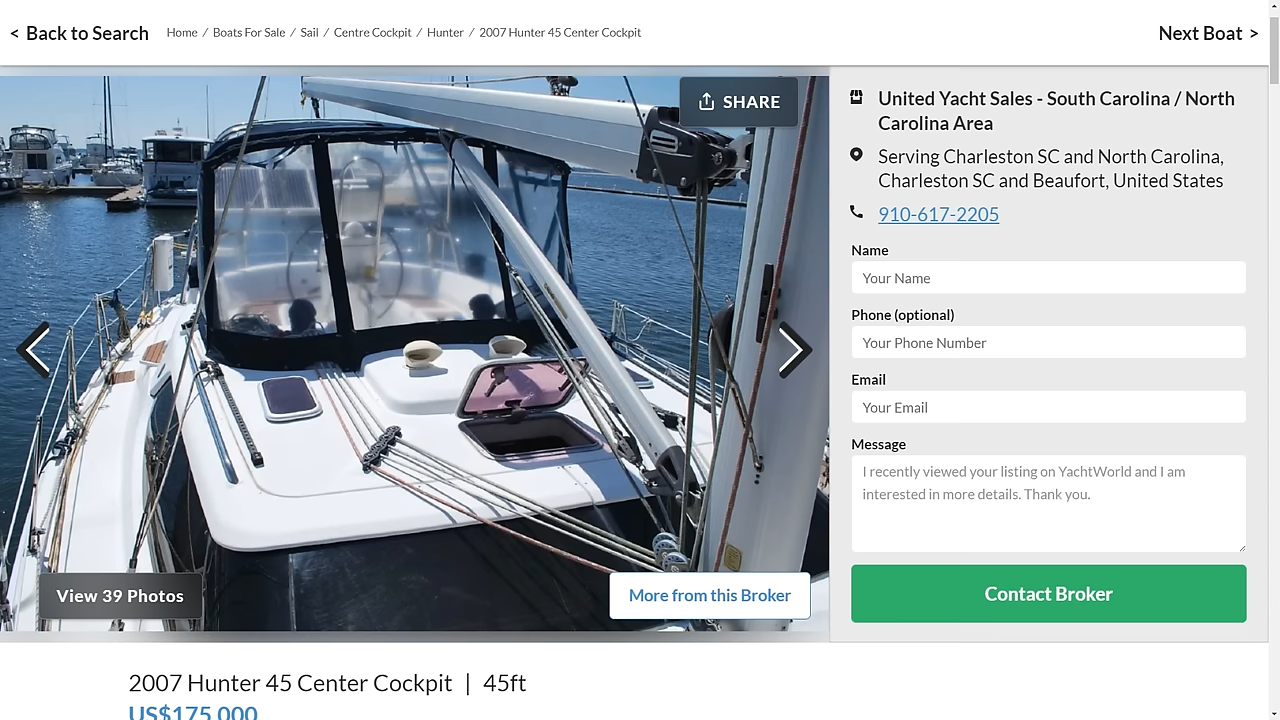 < Back to Search
Home / Boats For Sale / Sail / Centre Cockpit / Hunter / 2007 Hunter 45 Center Cockpit
Next Boat >
SHARE
View 39 Photos
More from this Broker
United Yacht Sales - South Carolina / North
Carolina Area
Serving Charleston SC and North Carolina,
Charleston SC and Beaufort, United States
910-617-2205
Name
Your Name
Phone (optional)
Your Phone Number
Email
Your Email
Message
I recently viewed your listing on YachtWorld and I am
interested in more details. Thank you.
Contact Broker
2007 Hunter 45 Center Cockpit | 45ft
US$175,000